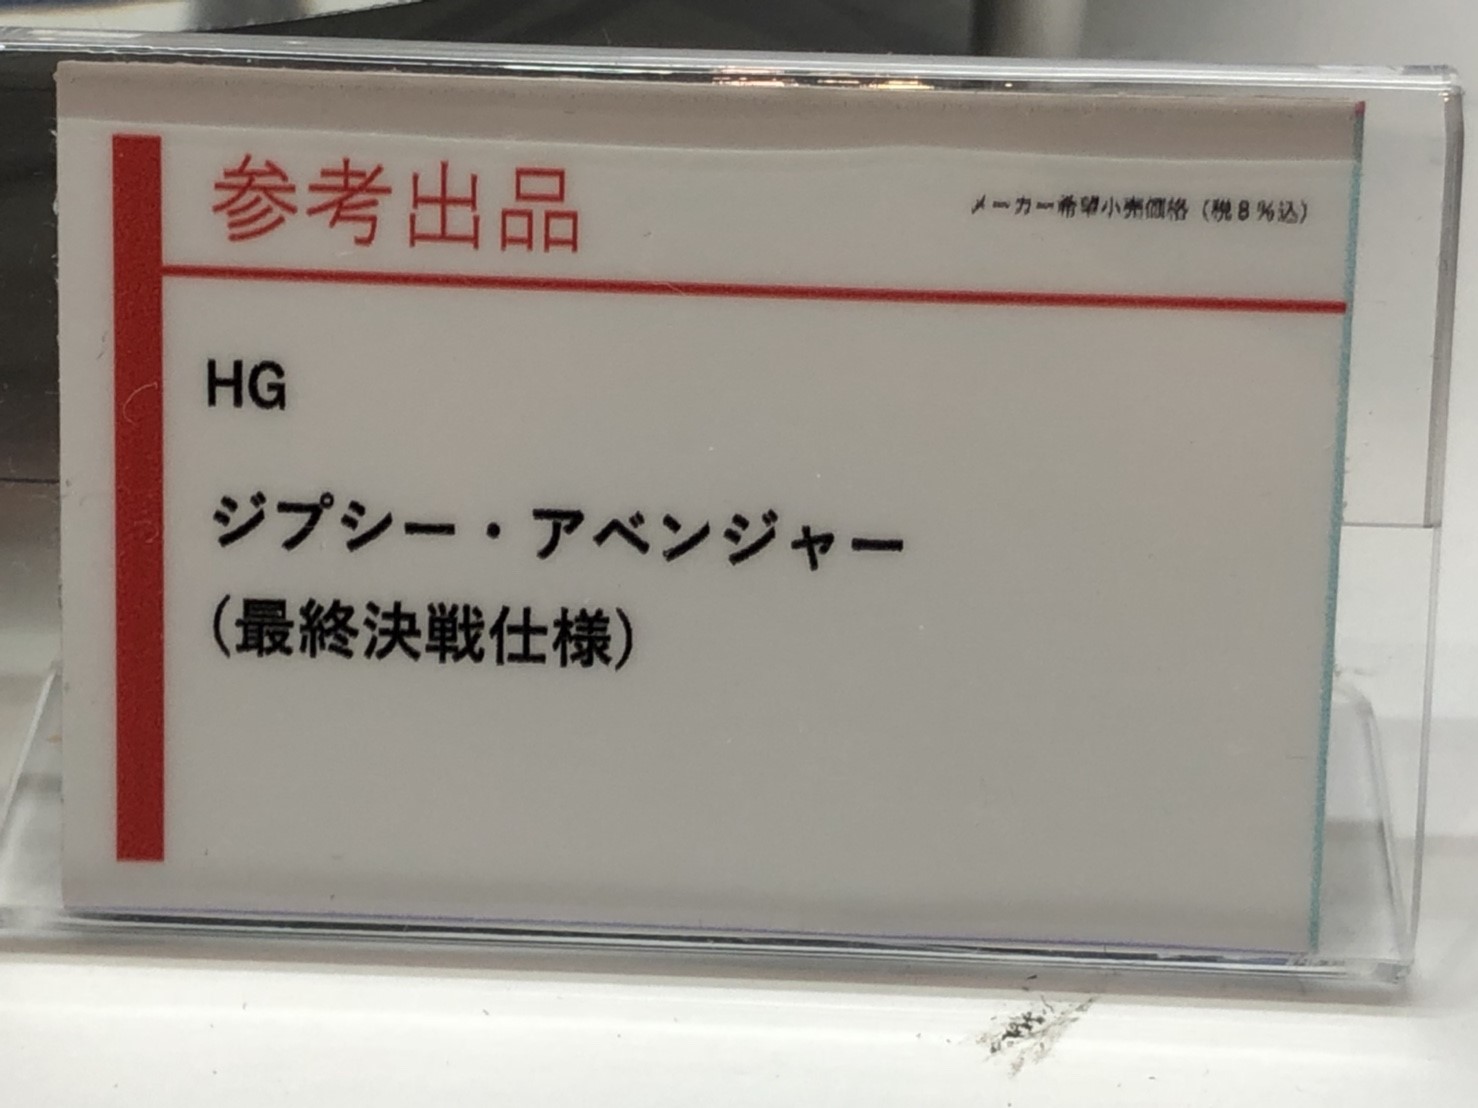 参考出品
メーカー希望小売価格（税8%込）
HG
ジプシー・アベンジャー
（最終決戦仕様）